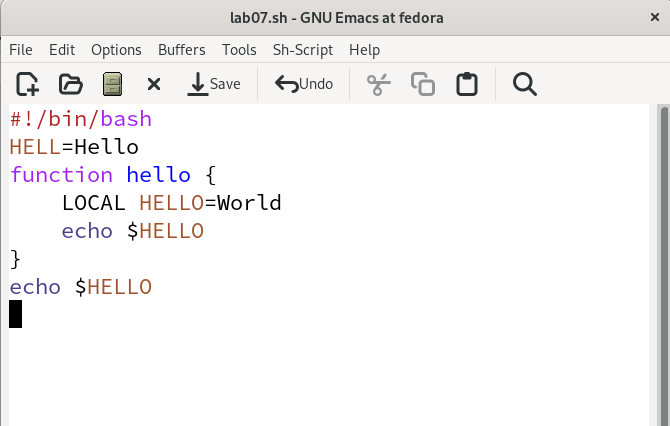 lab07.sh - GNU Emacs at fedora
File Edit Options Buffers Tools Sh-Script Help
Save Undo
#!/bin/bash
HELL=Hello
function hello {
    LOCAL HELLO=World
    echo $HELLO
}
echo $HELLO